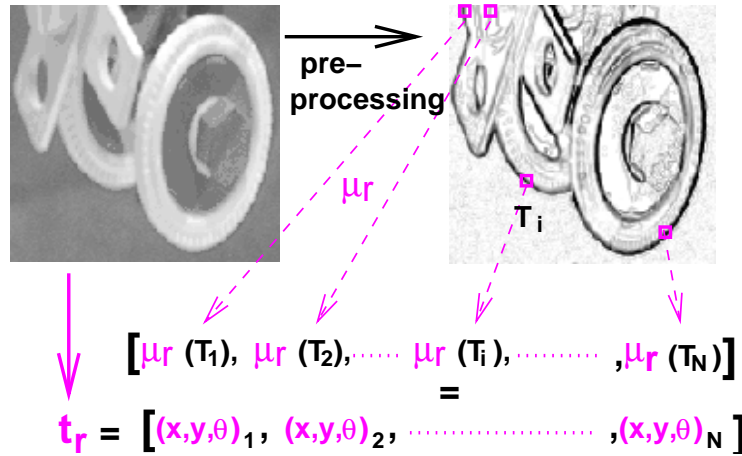 pre–
processing
μr
T i
[μr (T1), μr (T2),...... μr (Ti),......... ,μr (TN)]
=
tr = [(x,y,θ)1, (x,y,θ)2, ................... ,(x,y,θ)N ]